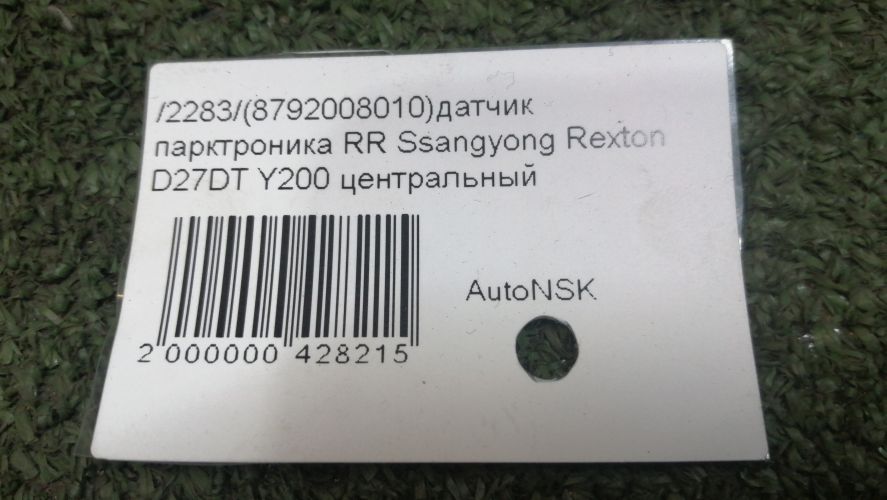 /2283/(8792008010)датчик
парктроника RR Ssangyong Rexton
D27DT Y200 центральный
AutoNSK
2 000000 428215